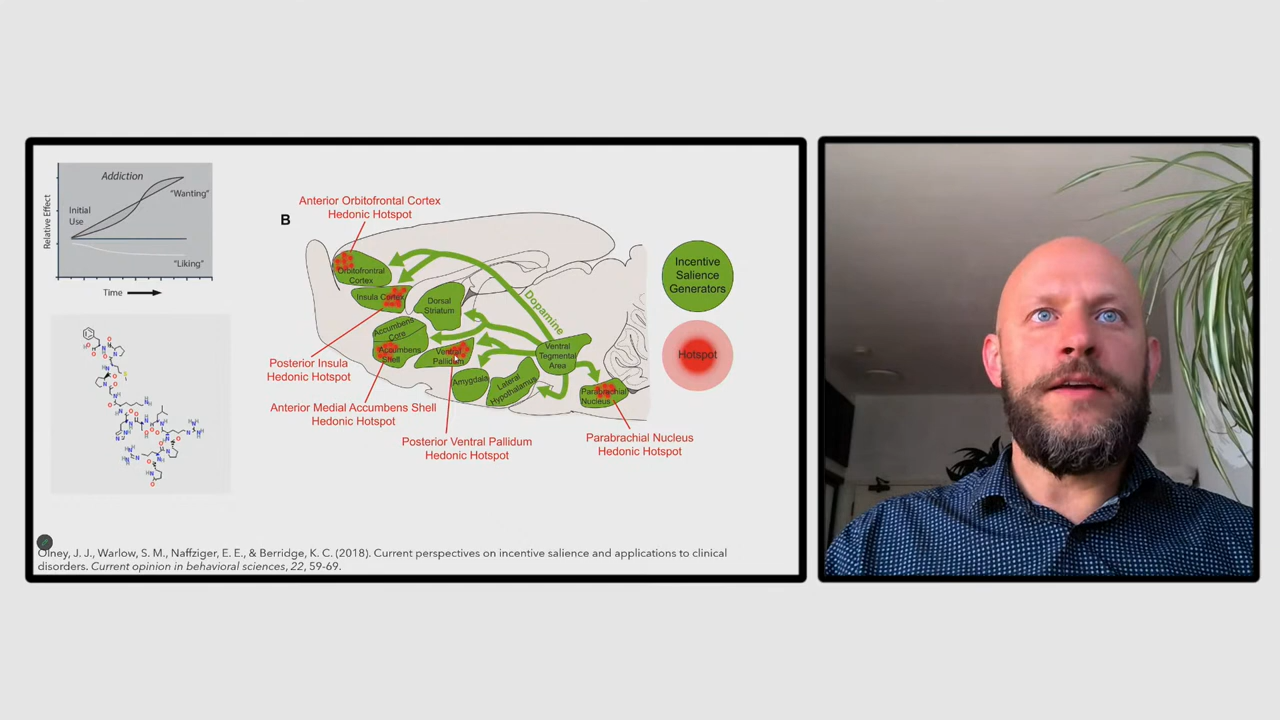 Addiction
"Wanting"
Initial
Use
"Liking"
Relative Effect
Time
B
Anterior Orbitofrontal Cortex
Hedonic Hotspot
Orbitofrontral
Cortex
Insula Cortex
Dorsal
Striatum
Accumbens
Core
Accumbens
Shell
Ventral
Pallidum
Amygdala
Lateral
Hypothalamus
Ventral
Tegmental
Area
Parabrachial
Nucleus
Dopamine
Incentive
Salience
Generators
Hotspot
Posterior Insula
Hedonic Hotspot
Anterior Medial Accumbens Shell
Hedonic Hotspot
Posterior Ventral Pallidum
Hedonic Hotspot
Parabrachial Nucleus
Hedonic Hotspot
Olney, J. J., Warlow, S. M., Naffziger, E. E., & Berridge, K. C. (2018). Current perspectives on incentive salience and applications to clinical
disorders. Current opinion in behavioral sciences, 22, 59-69.